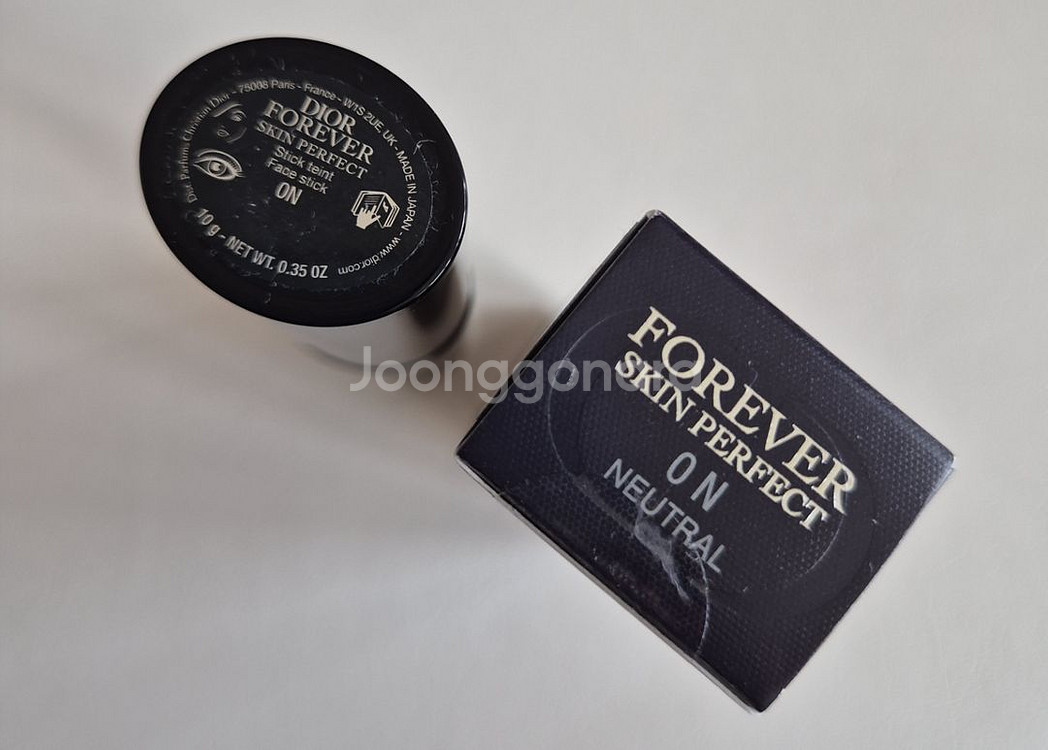 Dior Parfums Christian Dior - 75008 Paris - France - W1S 2UE, UK - MADE IN JAPAN - www.dior.com
DIOR
FOREVER
SKIN PERFECT
Stick teint
Face stick
0N
10 g - NET WT. 0.35 OZ
Joonggonara
FOREVER
SKIN PERFECT
0N
NEUTRAL